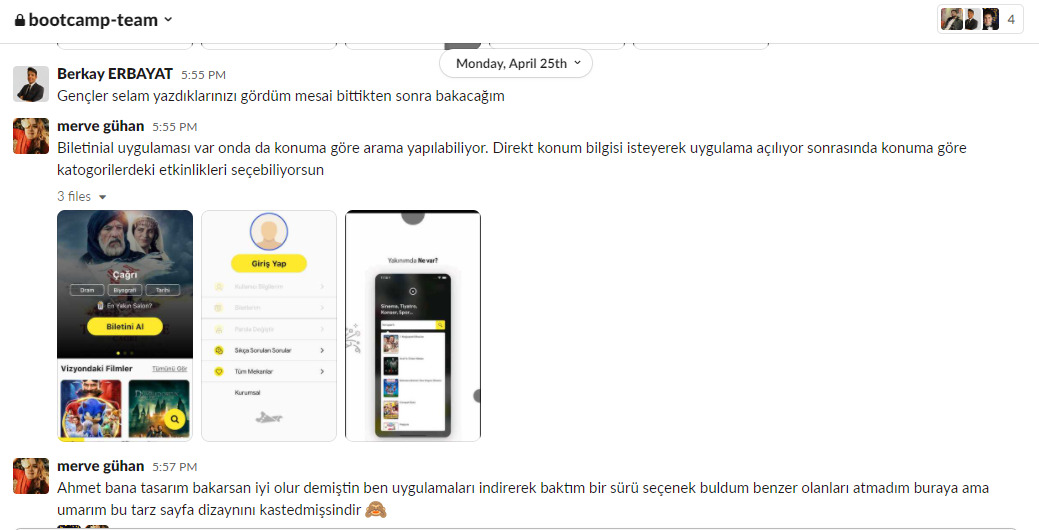 bootcamp-team
4
Monday, April 25th
Berkay ERBAYAT 5:55 PM
Gençler selam yazdıklarınızı gördüm mesai bittikten sonra bakacağım
merve gühan 5:55 PM
Biletinial uygulaması var onda da konuma göre arama yapılabiliyor. Direkt konum bilgisi isteyerek uygulama açılıyor sonrasında konuma göre
katogorilerdeki etkinlikleri seçebiliyorsun
3 files
Çağrı
Dram Biyografi Tarihi
En Yakın Salon?
Biletini Al
Vizyondaki Filmler Tümünü Gör
Giriş Yap
Kullanıcı Bilgilerim
Biletlerim
Parola Değiştir
Sıkça Sorulan Sorular
Tüm Mekanlar
Kurumsal
Yakınımda Ne var?
Sinema, Tiyatro,
Konser, Spor...
merve gühan 5:57 PM
Ahmet bana tasarım bakarsan iyi olur demiştin ben uygulamaları indirerek baktım bir sürü seçenek buldum benzer olanları atmadım buraya ama
umarım bu tarz sayfa dizaynını kastedmişsindir